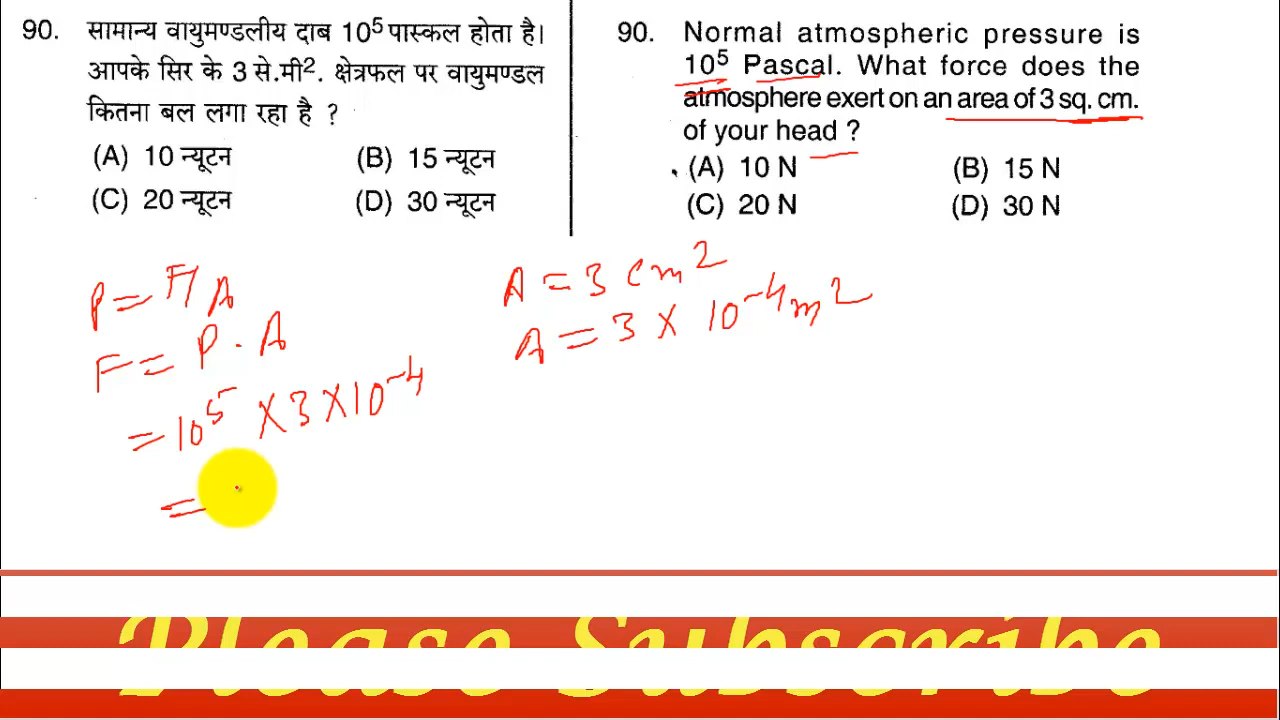 90. सामान्य वायुमण्डलीय दाब 10⁵ पास्कल होता है।
आपके सिर के 3 से.मी². क्षेत्रफल पर वायुमण्डल
कितना बल लगा रहा है ?
(A) 10 न्यूटन (B) 15 न्यूटन
(C) 20 न्यूटन (D) 30 न्यूटन
90. Normal atmospheric pressure is
10⁵ Pascal. What force does the
atmosphere exert on an area of 3 sq. cm.
of your head ?
(A) 10 N (B) 15 N
(C) 20 N (D) 30 N
P = F/A
F = P . A
= 10⁵ × 3 × 10⁻⁴
=
A = 3 cm²
A = 3 × 10⁻⁴ m²
Please Subscribe